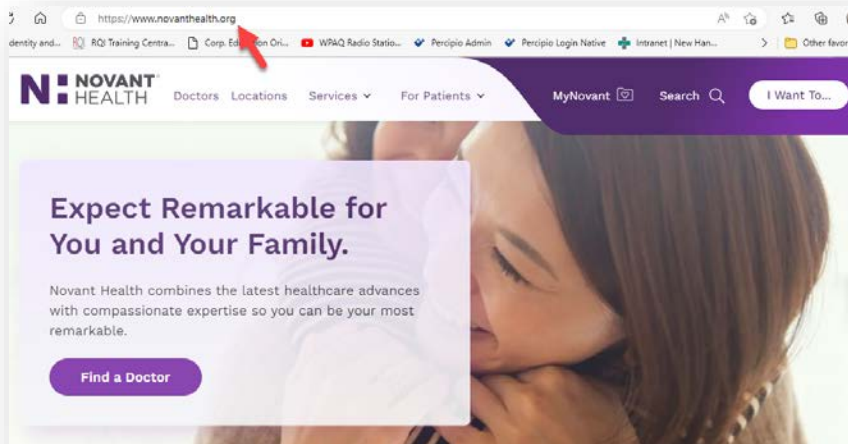 https://www.novanthealth.org
dentity and... RQI Training Centra... Corp. Ed on Ori... WPAQ Radio Statio... Percipio Admin Percipio Login Native Intranet | New Han... Other favor
NOVANT HEALTH
Doctors Locations Services For Patients MyNovant Search I Want To...
Expect Remarkable for
You and Your Family.
Novant Health combines the latest healthcare advances
with compassionate expertise so you can be your most
remarkable.
Find a Doctor